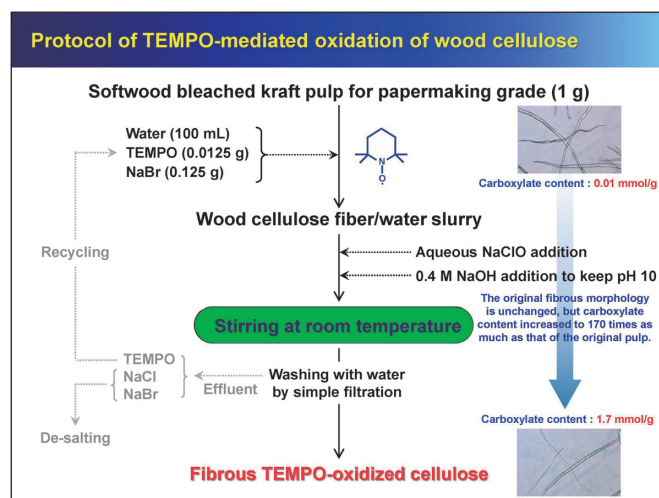 Protocol of TEMPO-mediated oxidation of wood cellulose
Softwood bleached kraft pulp for papermaking grade (1 g)
Water (100 mL)
TEMPO (0.0125 g)
NaBr (0.125 g)
N
O
Carboxylate content : 0.01 mmol/g
Wood cellulose fiber/water slurry
Recycling
Aqueous NaClO addition
0.4 M NaOH addition to keep pH 10
The original fibrous morphology
is unchanged, but carboxylate
content increased to 170 times as
much as that of the original pulp.
Stirring at room temperature
TEMPO
NaCl
NaBr
Effluent
Washing with water
by simple filtration
De-salting
Carboxylate content : 1.7 mmol/g
Fibrous TEMPO-oxidized cellulose